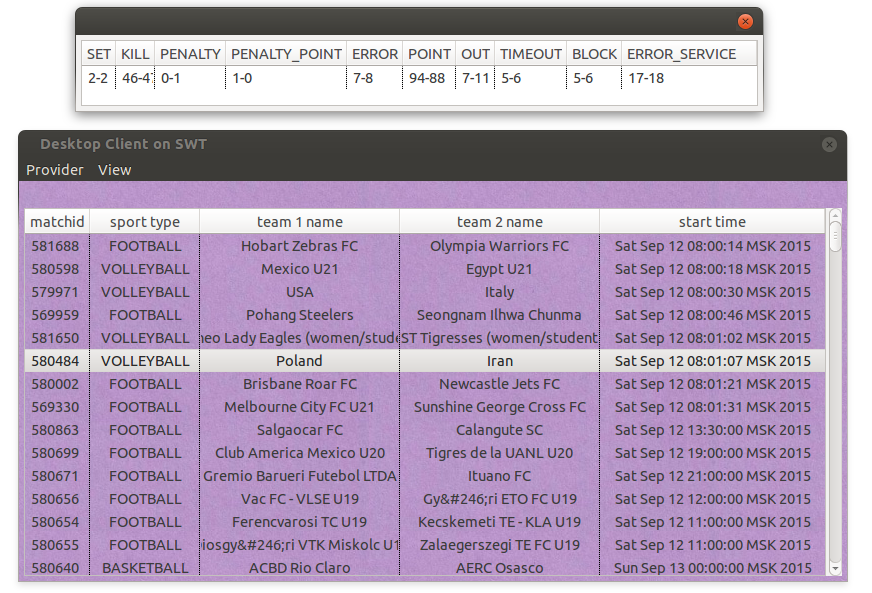 SET KILL PENALTY PENALTY_POINT ERROR POINT OUT TIMEOUT BLOCK ERROR_SERVICE
2-2 46-47 0-1 1-0 7-8 94-88 7-11 5-6 5-6 17-18
Desktop Client on SWT
Provider View
matchid sport type team 1 name team 2 name start time
581688 FOOTBALL Hobart Zebras FC Olympia Warriors FC Sat Sep 12 08:00:14 MSK 2015
580598 VOLLEYBALL Mexico U21 Egypt U21 Sat Sep 12 08:00:18 MSK 2015
579971 VOLLEYBALL USA Italy Sat Sep 12 08:00:30 MSK 2015
569959 FOOTBALL Pohang Steelers Seongnam Ilhwa Chunma Sat Sep 12 08:00:46 MSK 2015
581650 VOLLEYBALL neo Lady Eagles (women/stude ST Tigresses (women/student Sat Sep 12 08:01:02 MSK 2015
580484 VOLLEYBALL Poland Iran Sat Sep 12 08:01:07 MSK 2015
580002 FOOTBALL Brisbane Roar FC Newcastle Jets FC Sat Sep 12 08:01:21 MSK 2015
569330 FOOTBALL Melbourne City FC U21 Sunshine George Cross FC Sat Sep 12 08:01:31 MSK 2015
580863 FOOTBALL Salgaocar FC Calangute SC Sat Sep 12 13:30:00 MSK 2015
580699 FOOTBALL Club America Mexico U20 Tigres de la UANL U20 Sat Sep 12 19:00:00 MSK 2015
580671 FOOTBALL Gremio Barueri Futebol LTDA Ituano FC Sat Sep 12 21:00:00 MSK 2015
580656 FOOTBALL Vac FC - VLSE U19 Gy&#246;ri ETO FC U19 Sat Sep 12 12:00:00 MSK 2015
580654 FOOTBALL Ferencvarosi TC U19 Kecskemeti TE - KLA U19 Sat Sep 12 11:00:00 MSK 2015
580655 FOOTBALL iosgy&#246;ri VTK Miskolc U1 Zalaegerszegi TE FC U19 Sat Sep 12 11:00:00 MSK 2015
580640 BASKETBALL ACBD Rio Claro AERC Osasco Sun Sep 13 00:00:00 MSK 2015